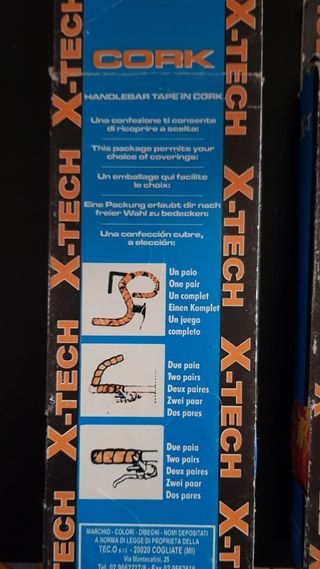 CORK
HANDLEBAR TAPE IN CORK
Una confezione ti consente
di ricoprire a scelta:
This package permits your
choice of coverings:
Un emballage qui facilite
le choix:
Eine Packung erlaubt dir nach
freier Wahl zu bedecken:
Una confección cubre,
a elección:
Un paio
One pair
Un complet
Einen Komplet
Un juego
completo
Due paia
Two pairs
Deux paires
Zwei paar
Dos pares
Due paia
Two pairs
Deux paires
Zwei paar
Dos pares
MARCHIO - COLORI - DISEGNI - NOMI DEPOSITATI
A NORMA DI LEGGE DI PROPRIETÀ DELLA
TEC.O s.r.l. - 20020 COGLIATE (MI)
Via Montecatini, 25
X-TECH
X-TECH
X-TECH
X-TECH
X-TECH
X-TECH
X-TECH
X-T